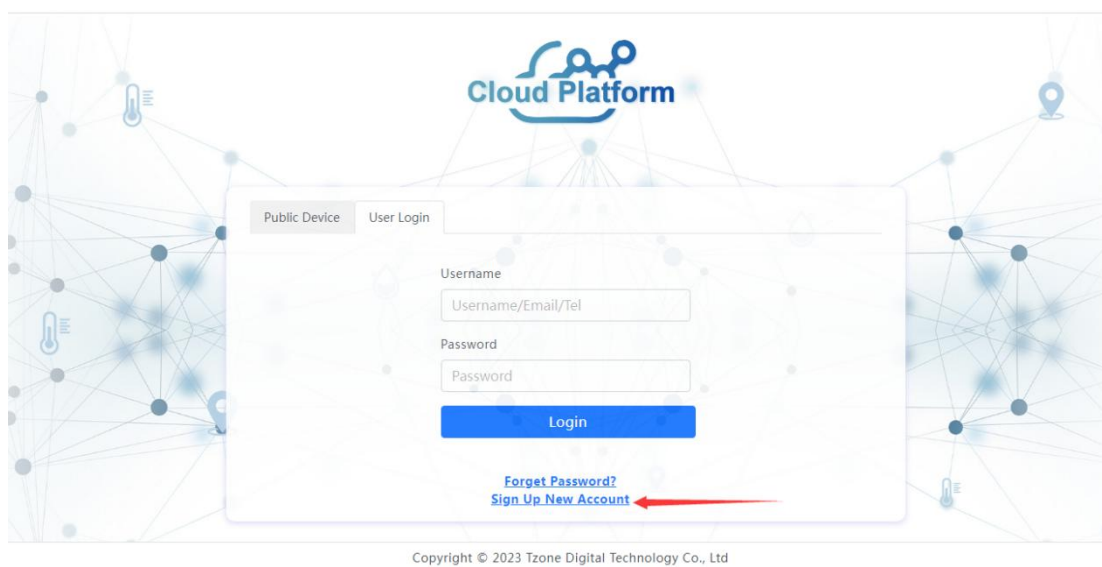 Cloud Platform
Public Device User Login
Username
Username/Email/Tel
Password
Password
Login
Forget Password?
Sign Up New Account
Copyright © 2023 Tzone Digital Technology Co., Ltd